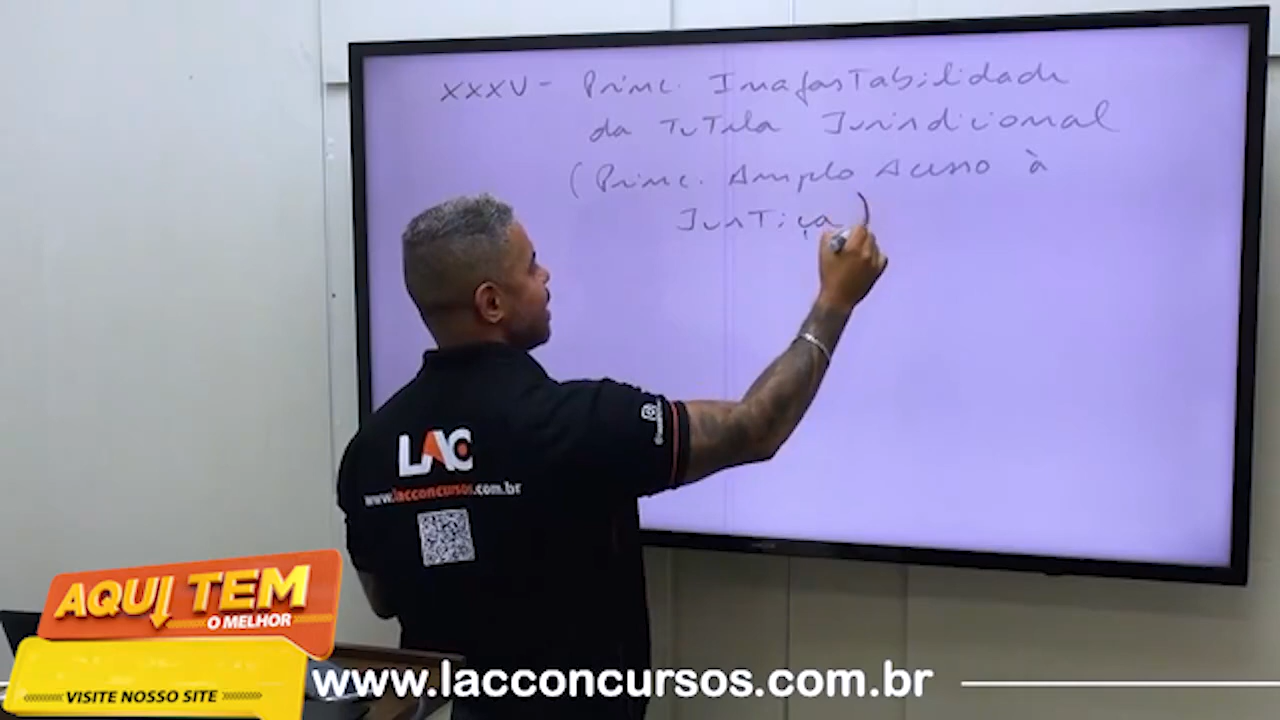 XXXV - Princ. Inafastabilidade
da Tutela Jurisdicional
(Princ. Amplo Acesso à
Justiça)
LAC
www.lacconcursos.com.br
AQUI TEM
O MELHOR
VISITE NOSSO SITE
www.lacconcursos.com.br